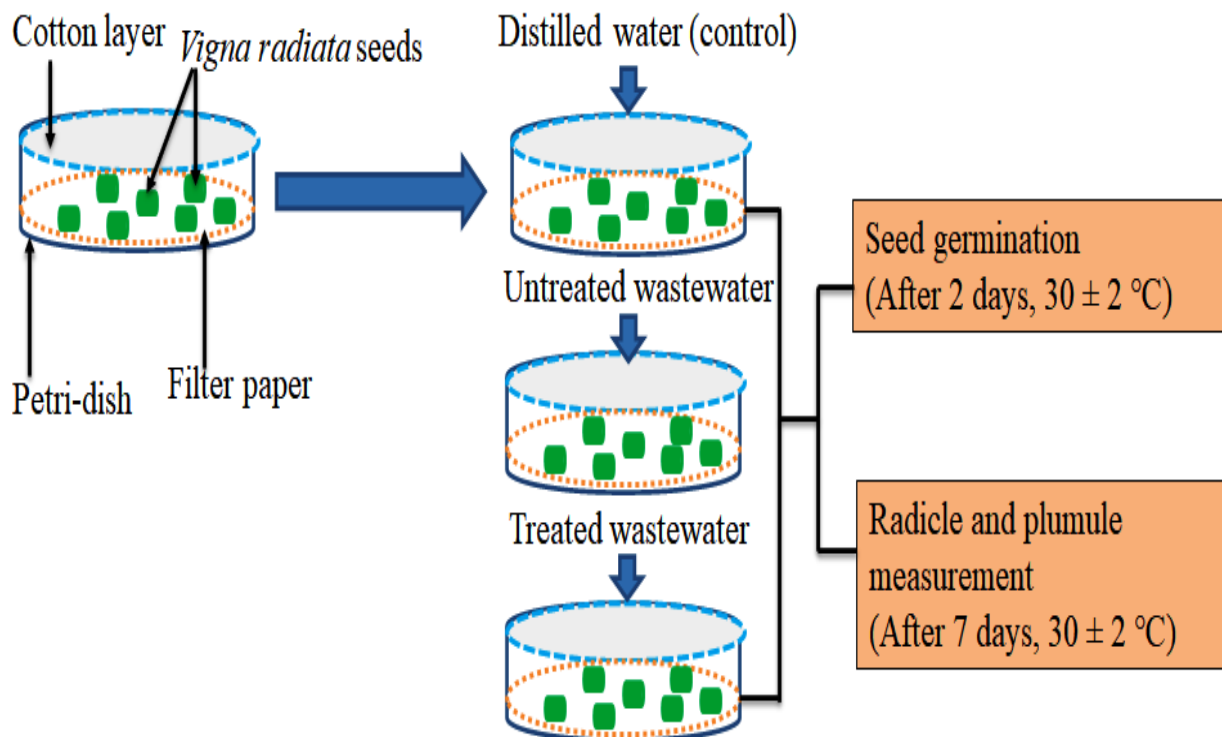 Cotton layer
Vigna radiata seeds
Petri-dish
Filter paper
Distilled water (control)
Untreated wastewater
Treated wastewater
Seed germination
(After 2 days, 30 ± 2 °C)
Radicle and plumule
measurement
(After 7 days, 30 ± 2 °C)